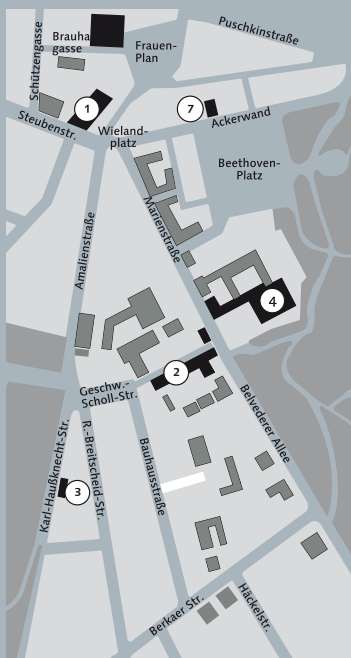 Puschkinstraße
Schützengasse
Brauha
gasse
Frauen-
Plan
1
7
Ackerwand
Steubenstr.
Wieland-
platz
Beethoven-
Platz
Marienstraße
Amalienstraße
4
2
Geschw.-
Scholl-Str.
Belvederer Allee
Karl-Haußknecht-Str.
R.-Breitscheid-Str.
Bauhausstraße
3
Berkaer Str.
Häckelstr.